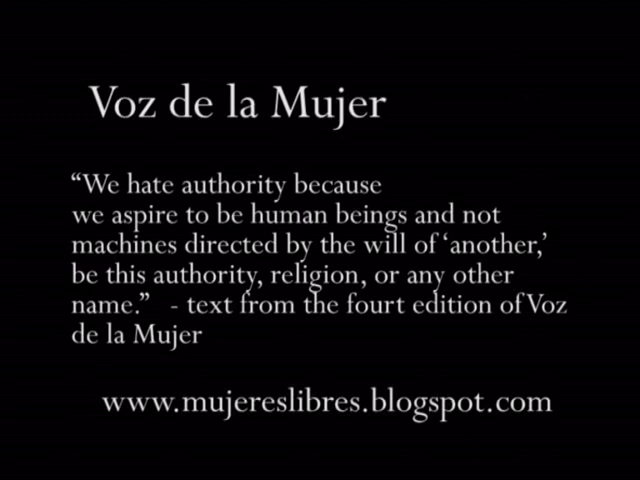 Voz de la Mujer
“We hate authority because
we aspire to be human beings and not
machines directed by the will of ‘another,’
be this authority, religion, or any other
name.” - text from the fourt edition of Voz
de la Mujer
www.mujereslibres.blogspot.com